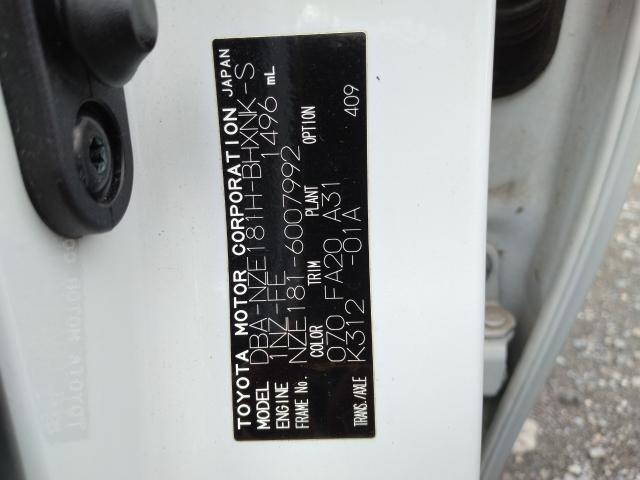 TOYOTA MOTOR CORPORATION JAPAN
MODEL DBA-NZE181H-BHXNK-S
ENGINE 1NZ-FE 1496 mL
FRAME No. NZE181-6007992
COLOR TRIM PLANT OPTION
070 FA20 A31 409
TRANS./AXLE K312 -01A